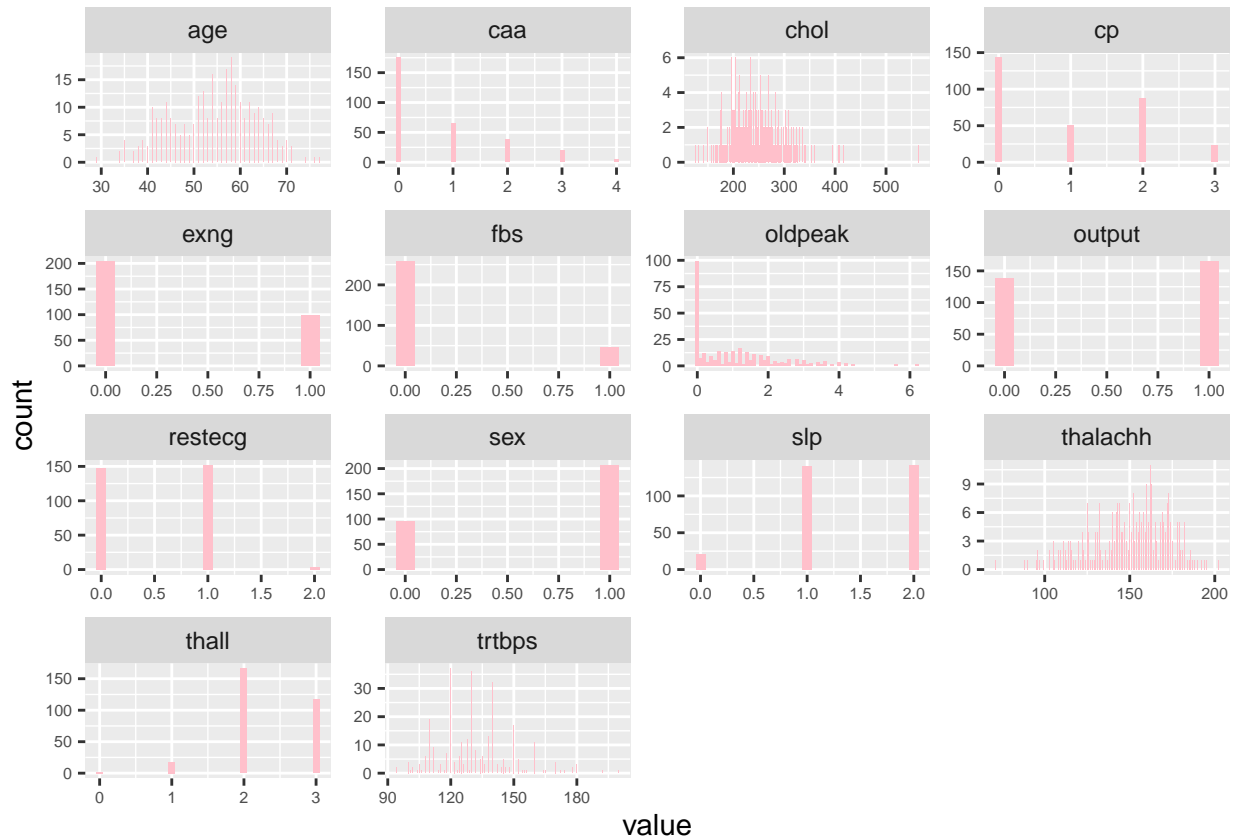 age caa chol cp
15 10 5 0
30 40 50 60 70
150 100 50 0
0 1 2 3 4
6 4 2 0
200 300 400 500
150 100 50 0
0 1 2 3
exng fbs oldpeak output
200 150 100 50 0
0.00 0.25 0.50 0.75 1.00
200 100 0
0.00 0.25 0.50 0.75 1.00
100 75 50 25 0
0 2 4 6
150 100 50 0
0.00 0.25 0.50 0.75 1.00
restecg sex slp thalachh
150 100 50 0
0.0 0.5 1.0 1.5 2.0
200 150 100 50 0
0.00 0.25 0.50 0.75 1.00
100 50 0
0.0 0.5 1.0 1.5 2.0
9 6 3 0
100 150 200
thall trtbps
150 100 50 0
0 1 2 3
30 20 10 0
90 120 150 180
count
value